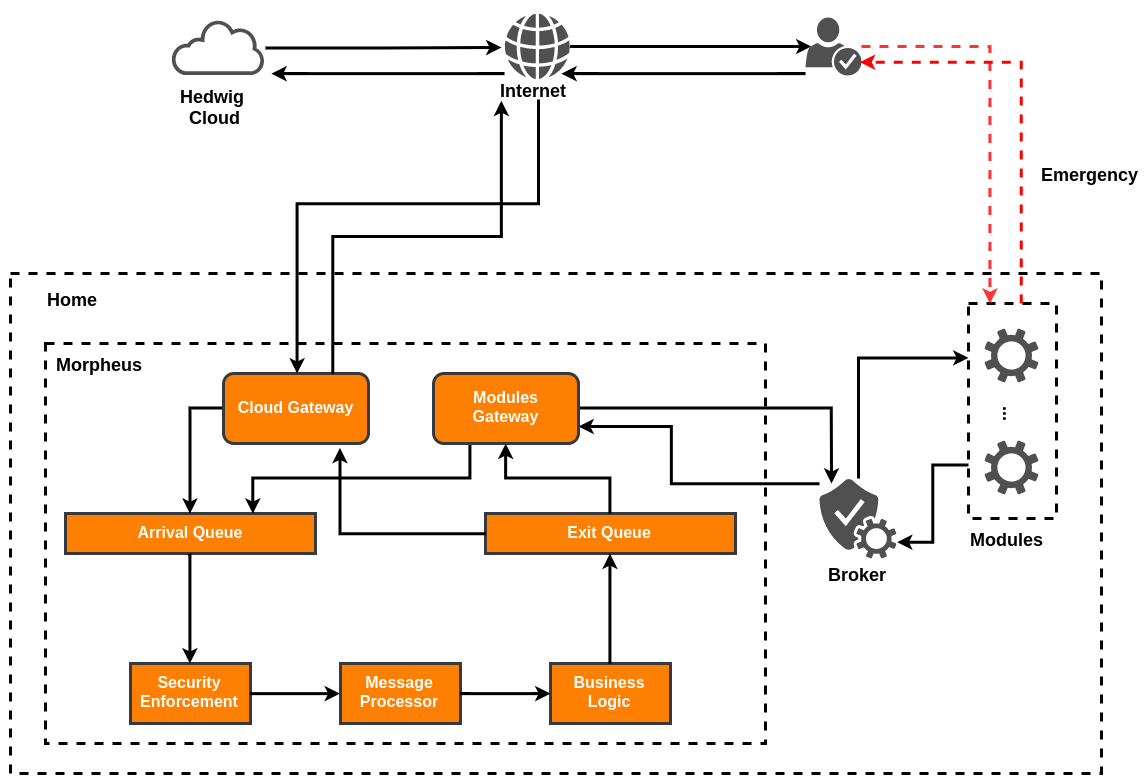 Hedwig
Cloud
Internet
Emergency
Home
Morpheus
Cloud Gateway
Modules
Gateway
...
Arrival Queue
Exit Queue
Modules
Broker
Security
Enforcement
Message
Processor
Business
Logic